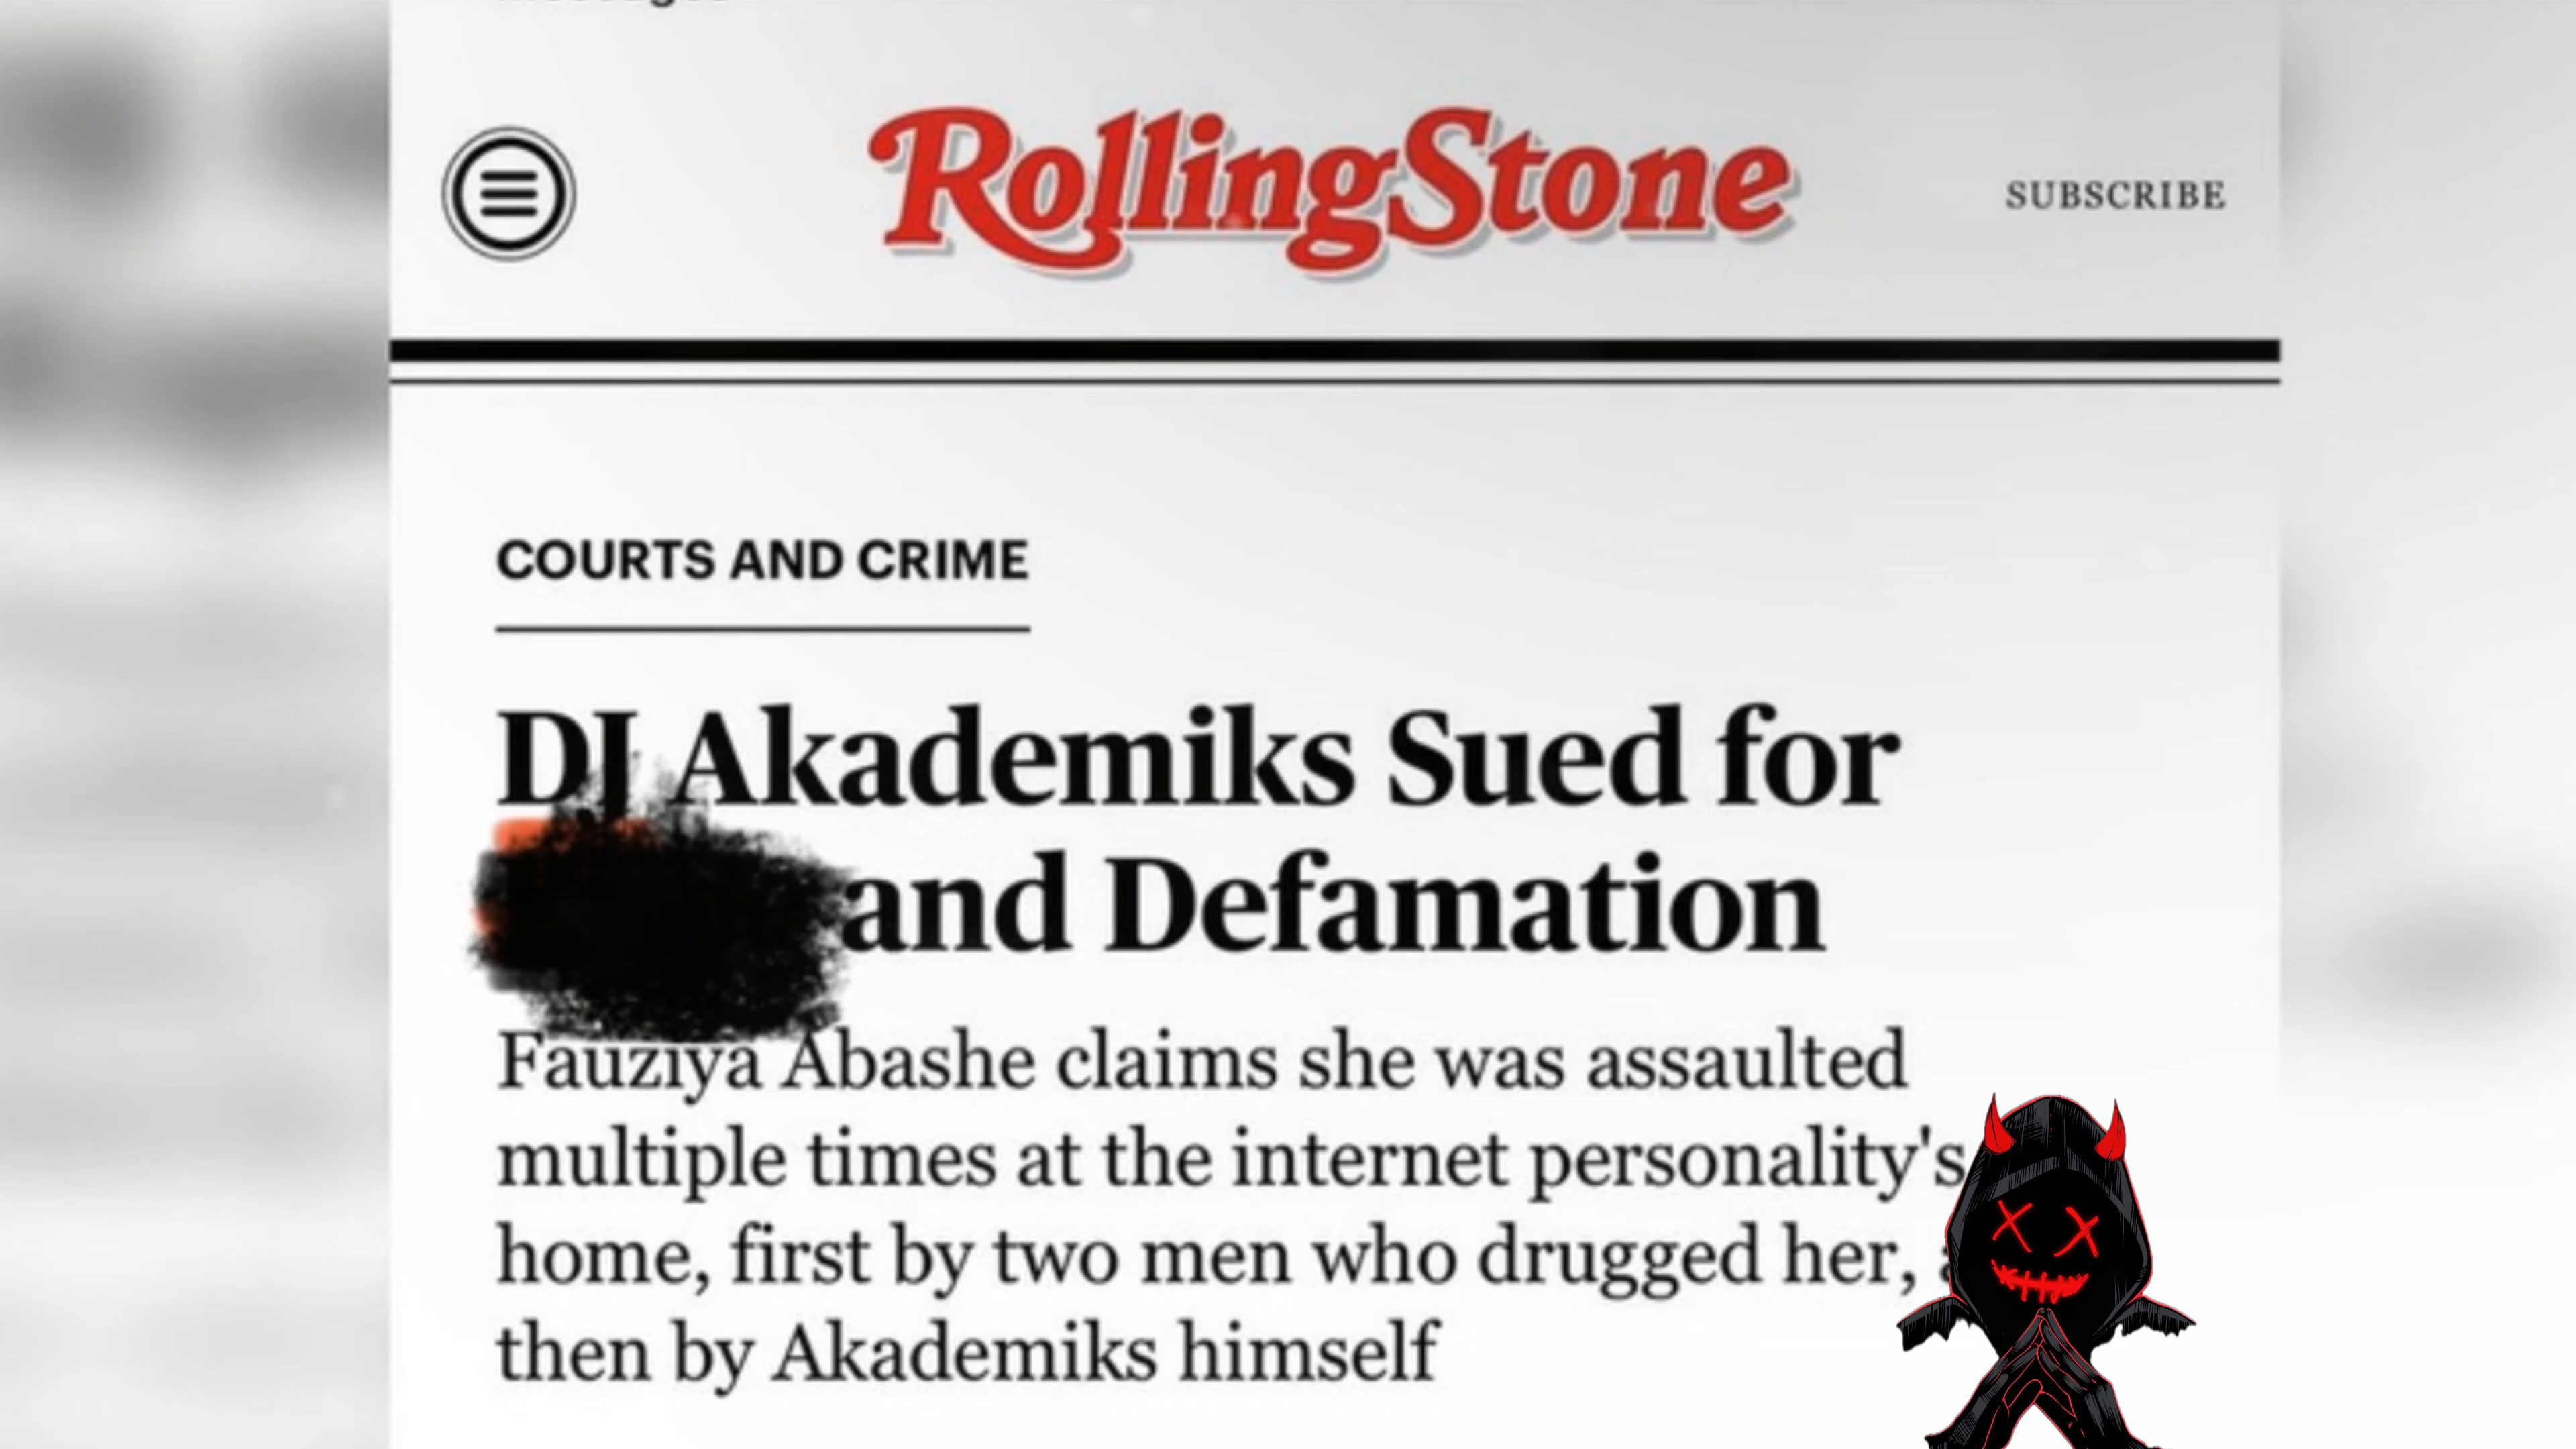 RollingStone
SUBSCRIBE
COURTS AND CRIME
DJ Akademiks Sued for
and Defamation
Fauziya Abashe claims she was assaulted
multiple times at the internet personality's
home, first by two men who drugged her,
then by Akademiks himself